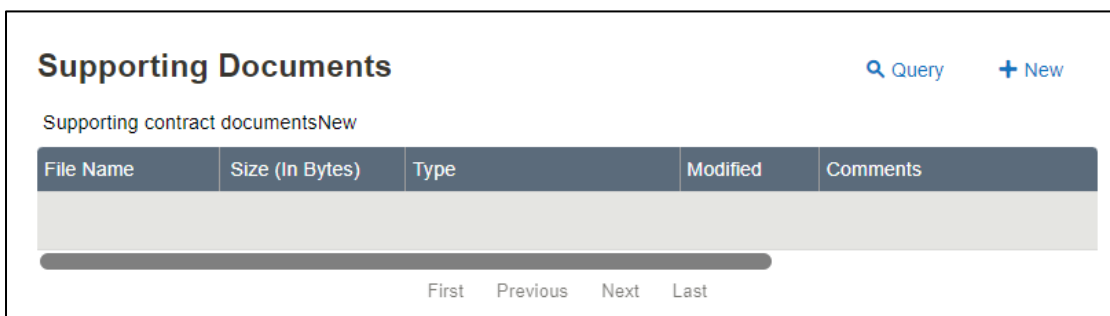 Supporting Documents Query + New
Supporting contract documentsNew
File Name Size (In Bytes) Type Modified Comments
First Previous Next Last